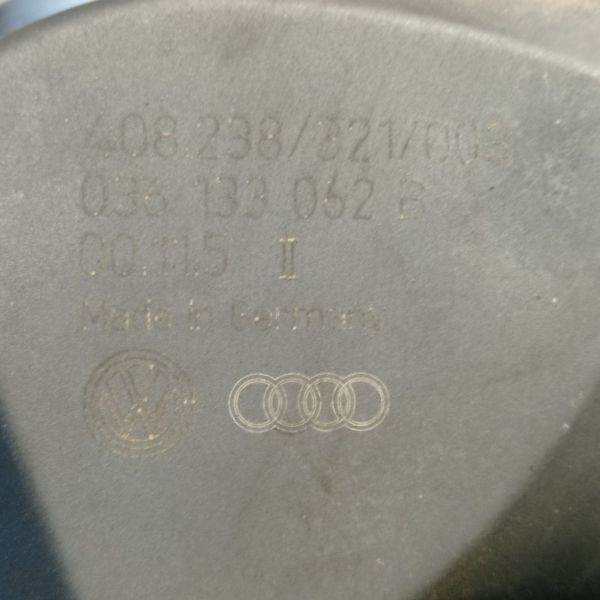 408 238/321/003
036 133 062 B
00.11.5 II
Made in Germany